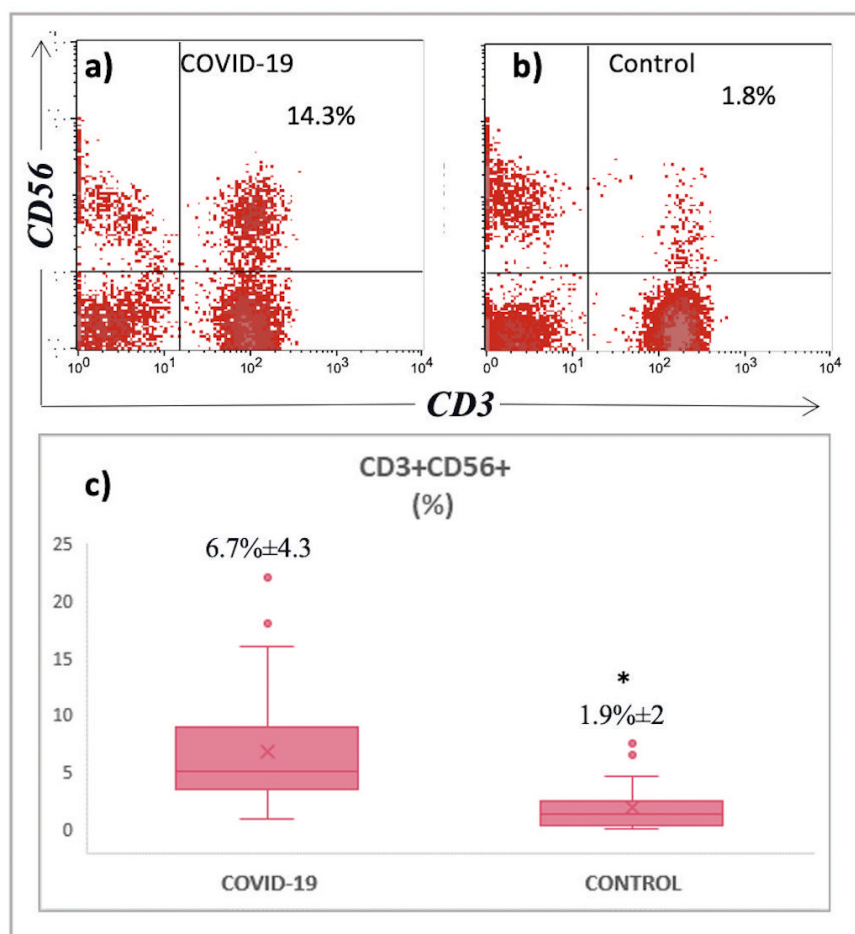 a)
COVID-19
14.3%
b)
Control
1.8%
CD56
10⁰ 10¹ 10² 10³ 10⁴
10⁰ 10¹ 10² 10³ 10⁴
CD3
c)
CD3+CD56+
(%)
6.7%±4.3
*
1.9%±2
25
20
15
10
5
0
COVID-19
CONTROL